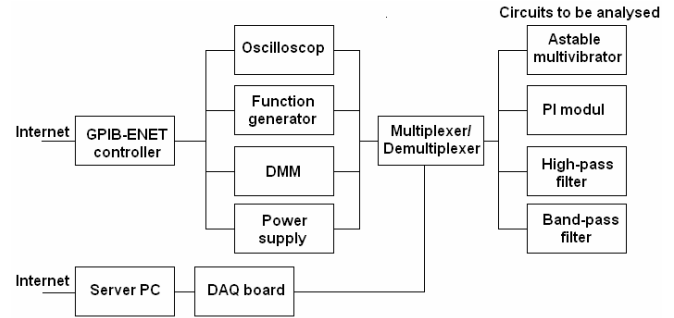 Circuits to be analysed
Oscilloscop
Astable
multivibrator
Function
generator
PI modul
Internet
GPIB-ENET
controller
Multiplexer/
Demultiplexer
DMM
High-pass
filter
Power
supply
Band-pass
filter
Internet
Server PC
DAQ board